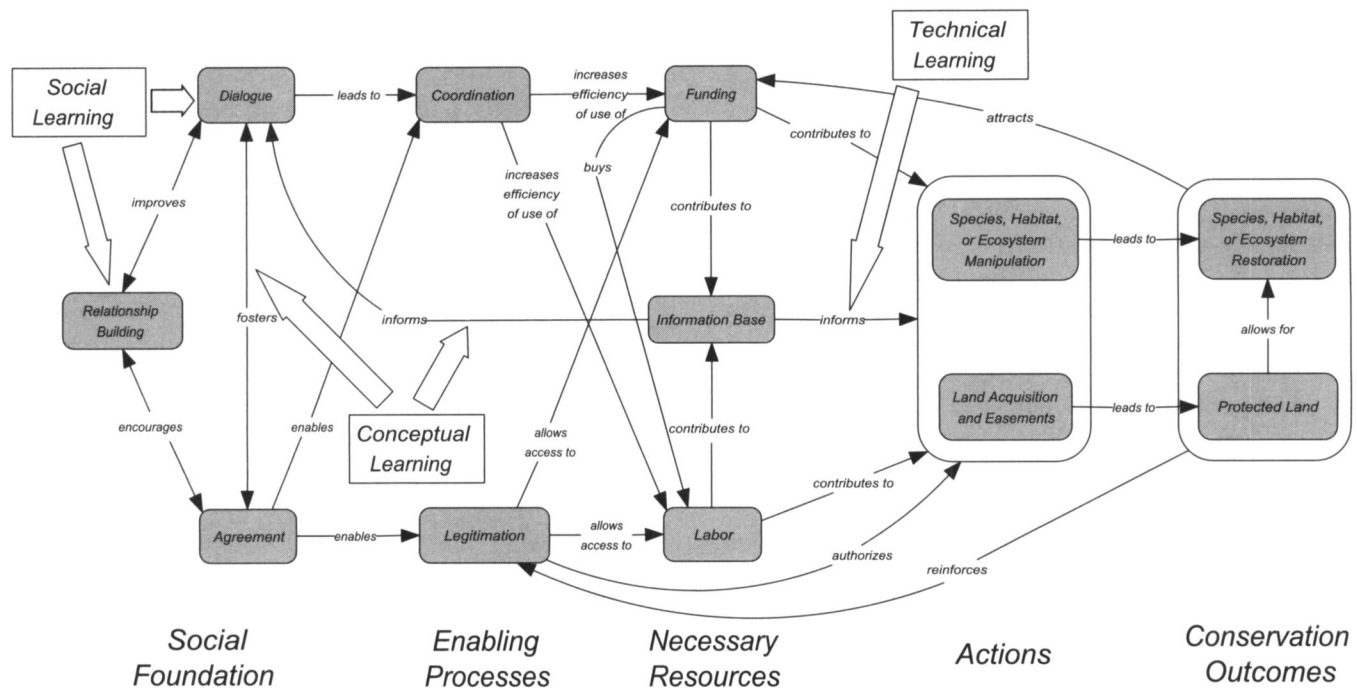 Technical
Learning
Social
Learning
Dialogue
leads to
Coordination
increases
efficiency
of use of
Funding
attracts
contributes to
buys
increases
efficiency
of use of
improves
contributes to
Species, Habitat,
or Ecosystem
Manipulation
leads to
Species, Habitat,
or Ecosystem
Restoration
Relationship
Building
fosters
informs
Information Base
informs
allows for
Land Acquisition
and Easements
leads to
Protected Land
encourages
enables
Conceptual
Learning
allows
access to
contributes to
contributes to
Agreement
enables
Legitimation
allows
access to
Labor
authorizes
reinforces
Social
Foundation
Enabling
Processes
Necessary
Resources
Actions
Conservation
Outcomes